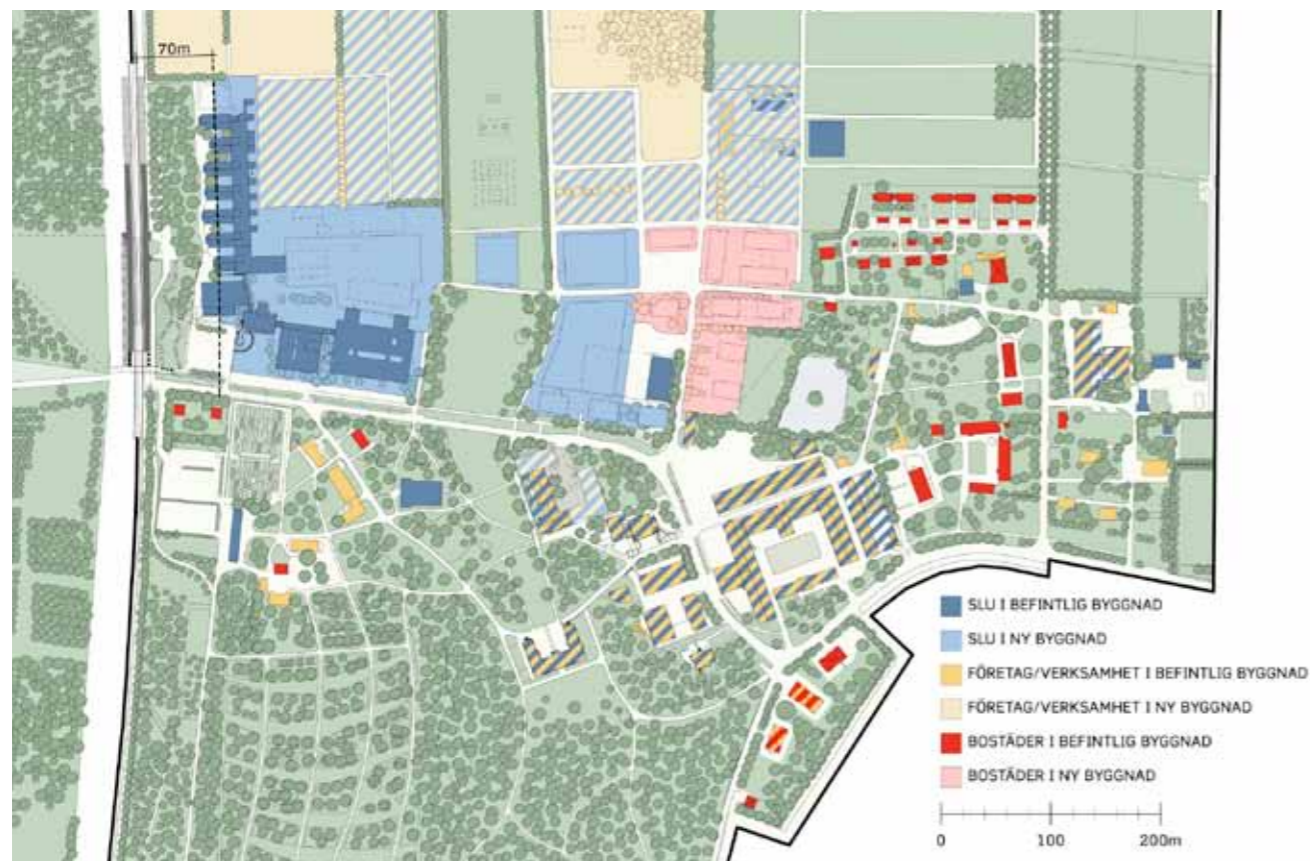 70m
SLU I BEFINTLIG BYGGNAD
SLU I NY BYGGNAD
FÖRETAG/VERKSAMHET I BEFINTLIG BYGGNAD
FÖRETAG/VERKSAMHET I NY BYGGNAD
BOSTÄDER I BEFINTLIG BYGGNAD
BOSTÄDER I NY BYGGNAD
0 100 200m